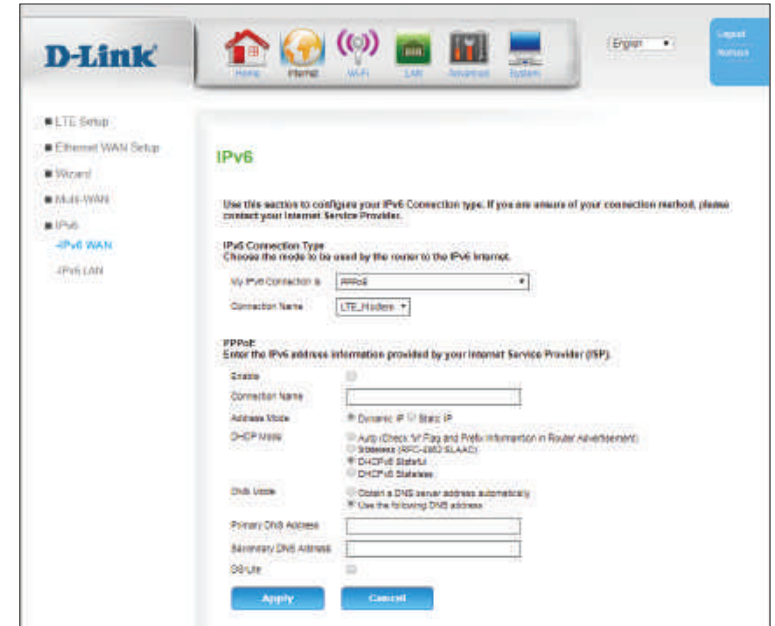 D-Link
Home Internet Wi-Fi LAN Advanced System
English
Logout
LTE Setup
Ethernet WAN Setup
Wizard
Multi-WAN
IPv6
-IPv6 WAN
-IPv6 LAN
IPv6
Use this section to configure your IPv6 Connection type. If you are unsure of your connection method, please
contact your Internet Service Provider.
IPv6 Connection Type
Choose the mode to be used by the router to the IPv6 Internet.
My IPv6 Connection is PPPoE
Connection Name LTE_Modem
PPPoE
Enter the IPv6 address information provided by your Internet Service Provider (ISP).
Enable
Connection Name
Address Mode Dynamic IP Static IP
DHCP Mode Auto (Check 'M' Flag and Prefix Information in Router Advertisement)
Stateless (RFC-4862 SLAAC)
DHCPv6 Stateful
DHCPv6 Stateless
DNS Mode Obtain a DNS server address automatically
Use the following DNS address
Primary DNS Address
Secondary DNS Address
DS-Lite
Apply Cancel